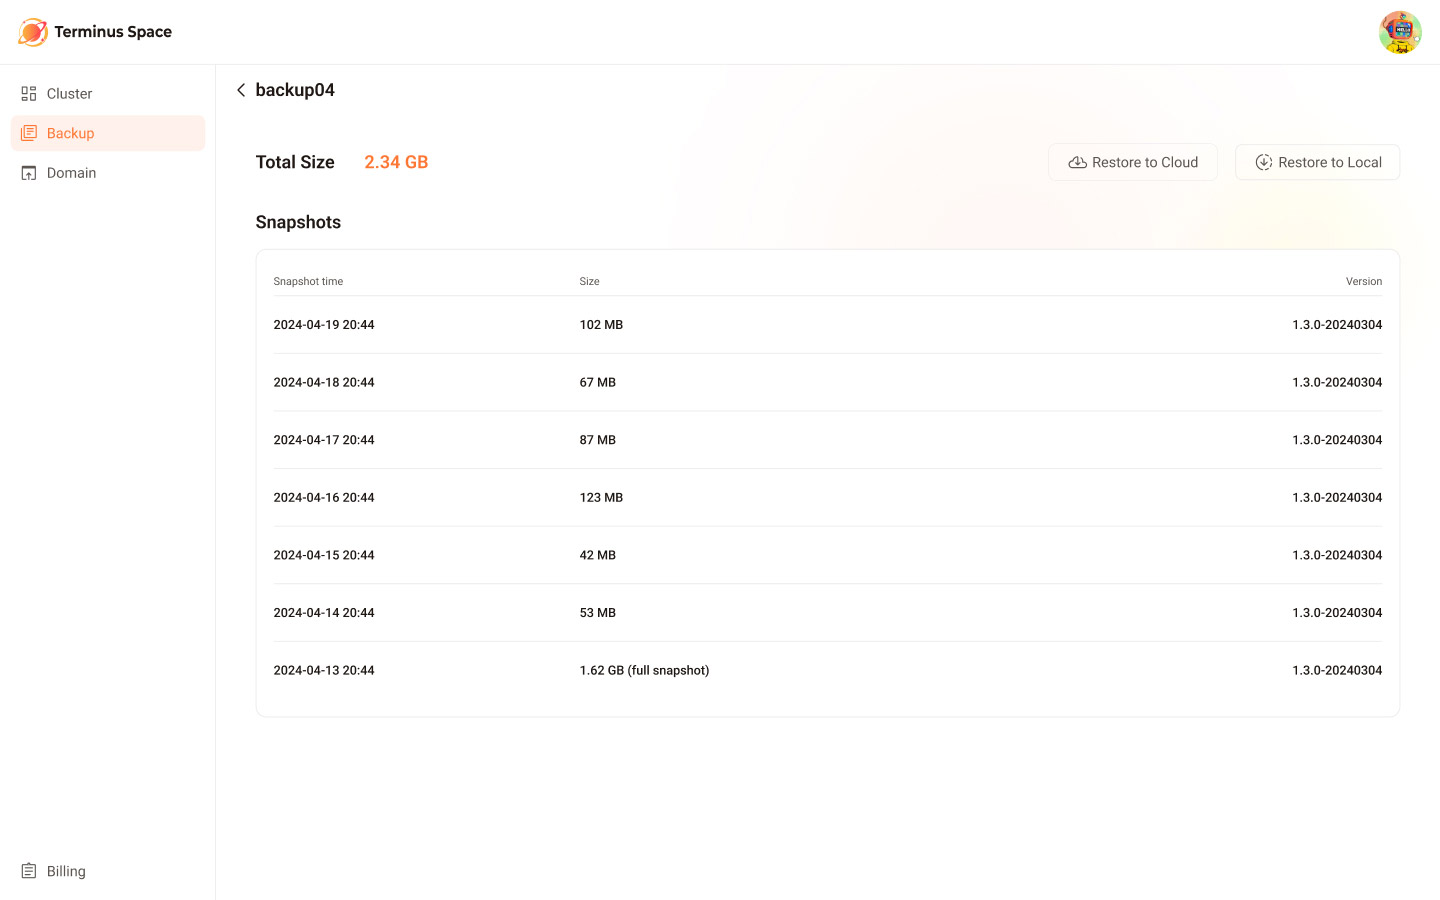 Terminus Space
Cluster
Backup
Domain
Billing
backup04
Total Size 2.34 GB
Restore to Cloud
Restore to Local
Snapshots
Snapshot time Size Version
2024-04-19 20:44 102 MB 1.3.0-20240304
2024-04-18 20:44 67 MB 1.3.0-20240304
2024-04-17 20:44 87 MB 1.3.0-20240304
2024-04-16 20:44 123 MB 1.3.0-20240304
2024-04-15 20:44 42 MB 1.3.0-20240304
2024-04-14 20:44 53 MB 1.3.0-20240304
2024-04-13 20:44 1.62 GB (full snapshot) 1.3.0-20240304